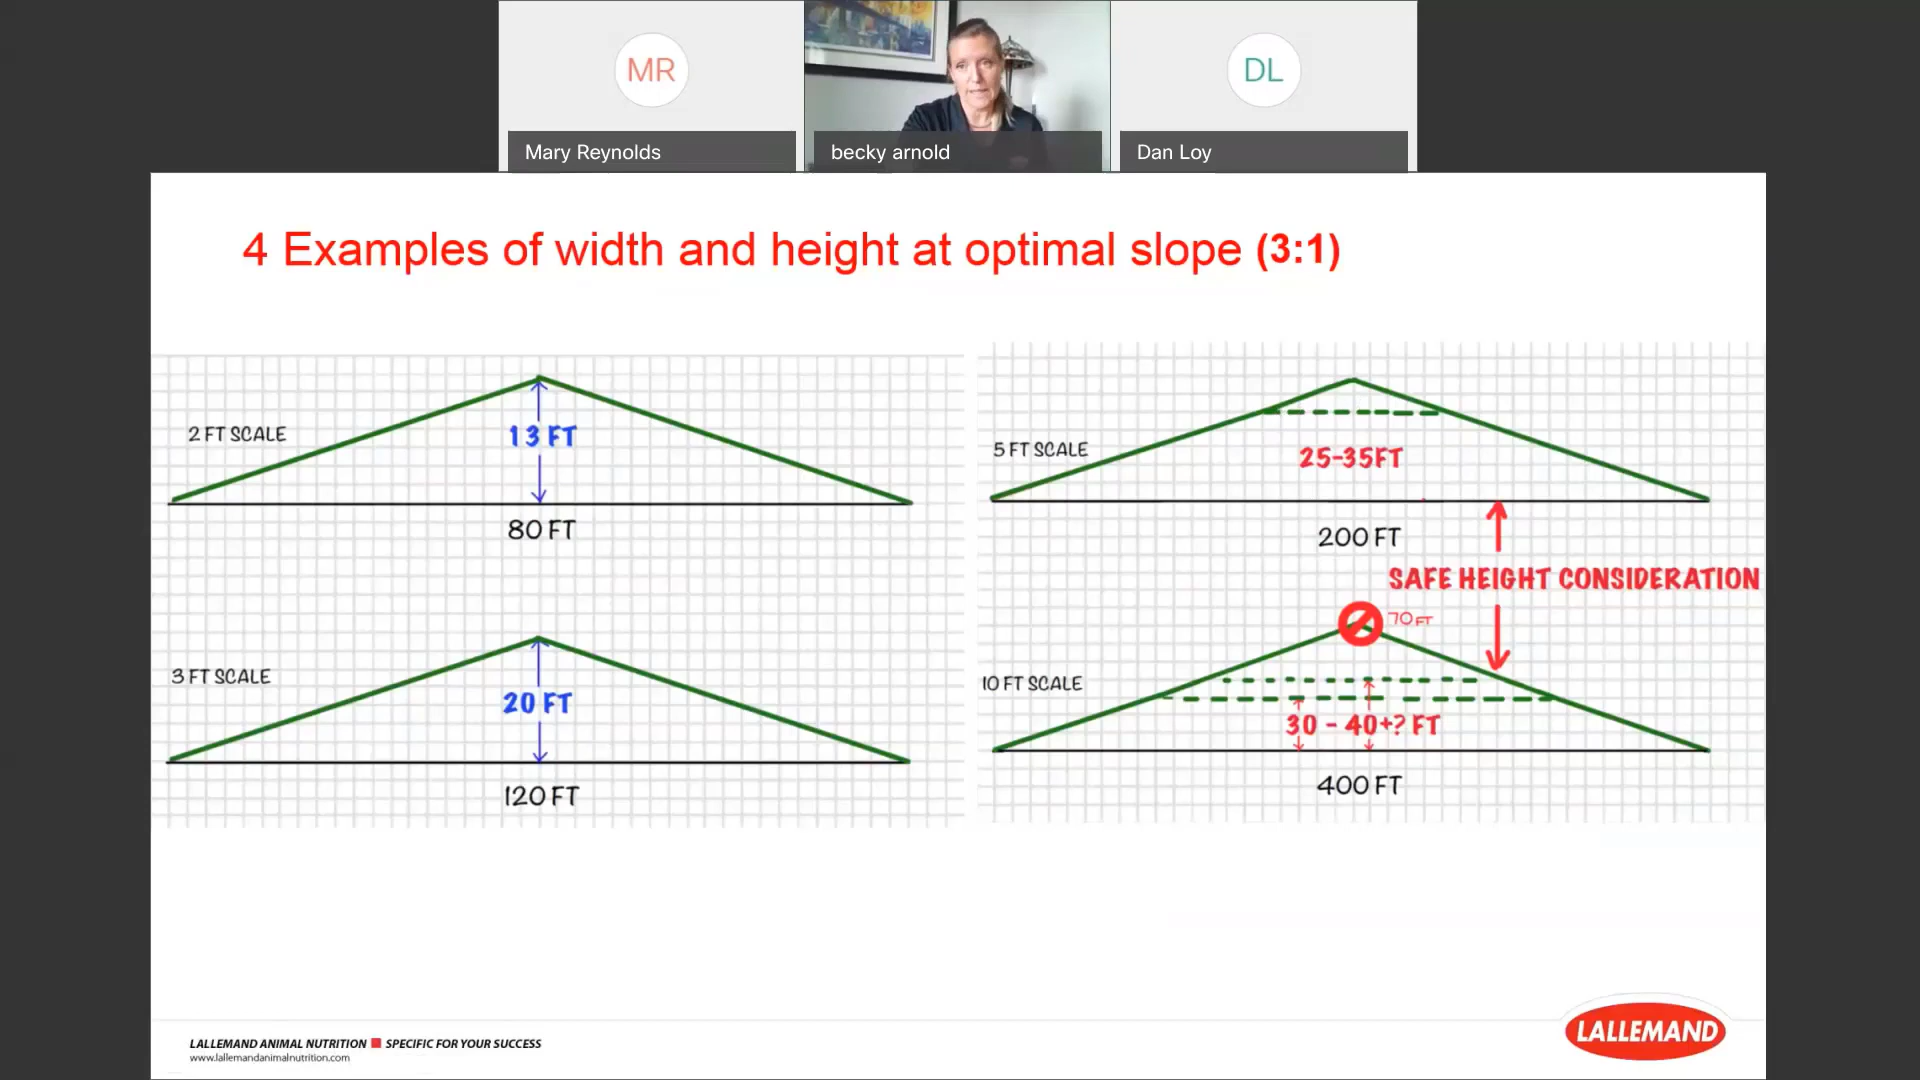 MR
DL
Mary Reynolds
becky arnold
Dan Loy
4 Examples of width and height at optimal slope (3:1)
2 FT SCALE
13 FT
80 FT
3 FT SCALE
20 FT
120 FT
5 FT SCALE
25-35FT
200 FT
SAFE HEIGHT CONSIDERATION
70 FT
10 FT SCALE
30 - 40+? FT
400 FT
LALLEMAND ANIMAL NUTRITION SPECIFIC FOR YOUR SUCCESS
www.lallemandanimalnutrition.com
LALLEMAND